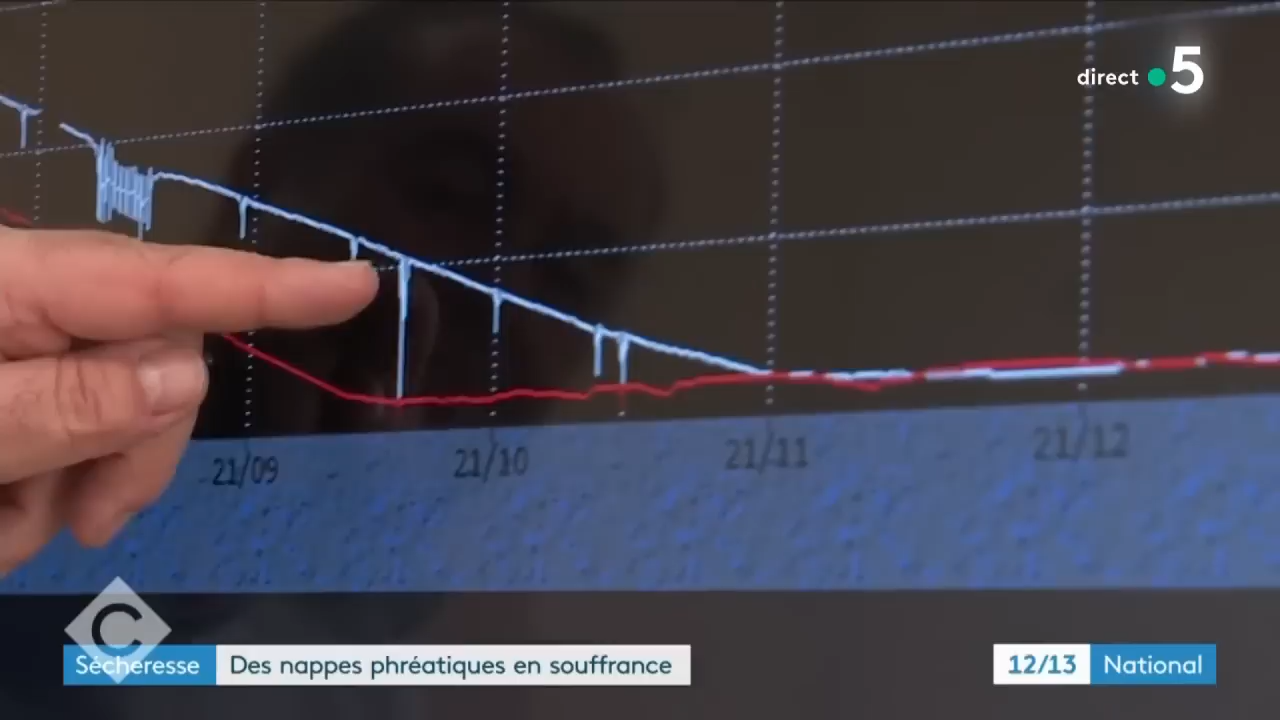 direct 5
21/09 21/10 21/11 21/12
C
Sécheresse Des nappes phréatiques en souffrance
12/13 National